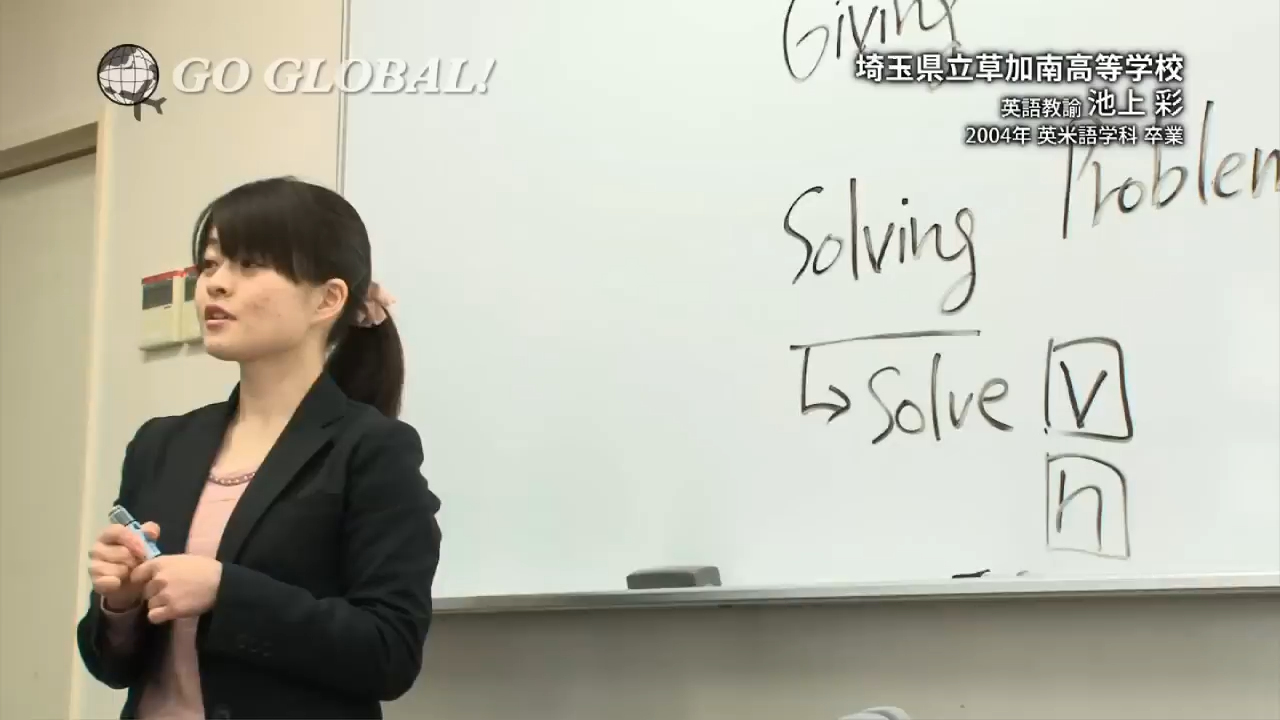 GO GLOBAL!
Giving
埼玉県立草加南高等学校
英語教諭 池上 彩
2004年 英米語学科 卒業
Problem
Solving
↳ Solve v
n